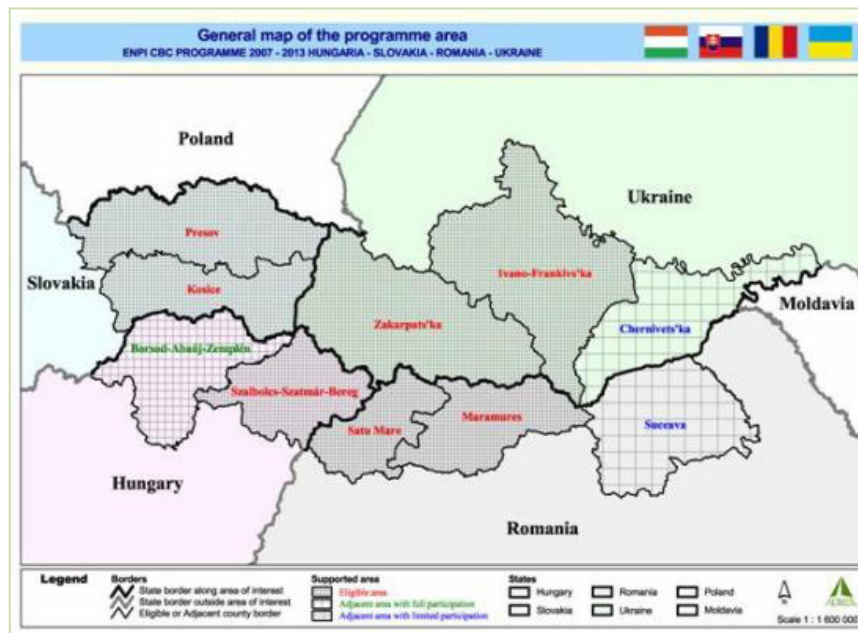 General map of the programme area
ENPI CBC PROGRAMME 2007 - 2013 HUNGARIA - SLOVAKIA - ROMANIA - UKRAINE
Poland
Ukraine
Presov
Ivano-Frankivs'ka
Slovakia
Kosice
Moldavia
Zakarpats'ka
Chernivets'ka
Borsod-Abaúj-Zemplén
Szalbolcs-Szatmár-Bereg
Satu Mare
Maramures
Suceava
Hungary
Romania
Legend
Borders
State border along area of interest
State border outside area of interest
Eligible or Adjacent county border
Supported area
Eligible area
Adjacent area with full participation
Adjacent area with limited participation
States
Hungary
Slovakia
Romania
Ukraine
Poland
Moldavia
Scale 1 : 1 600 000